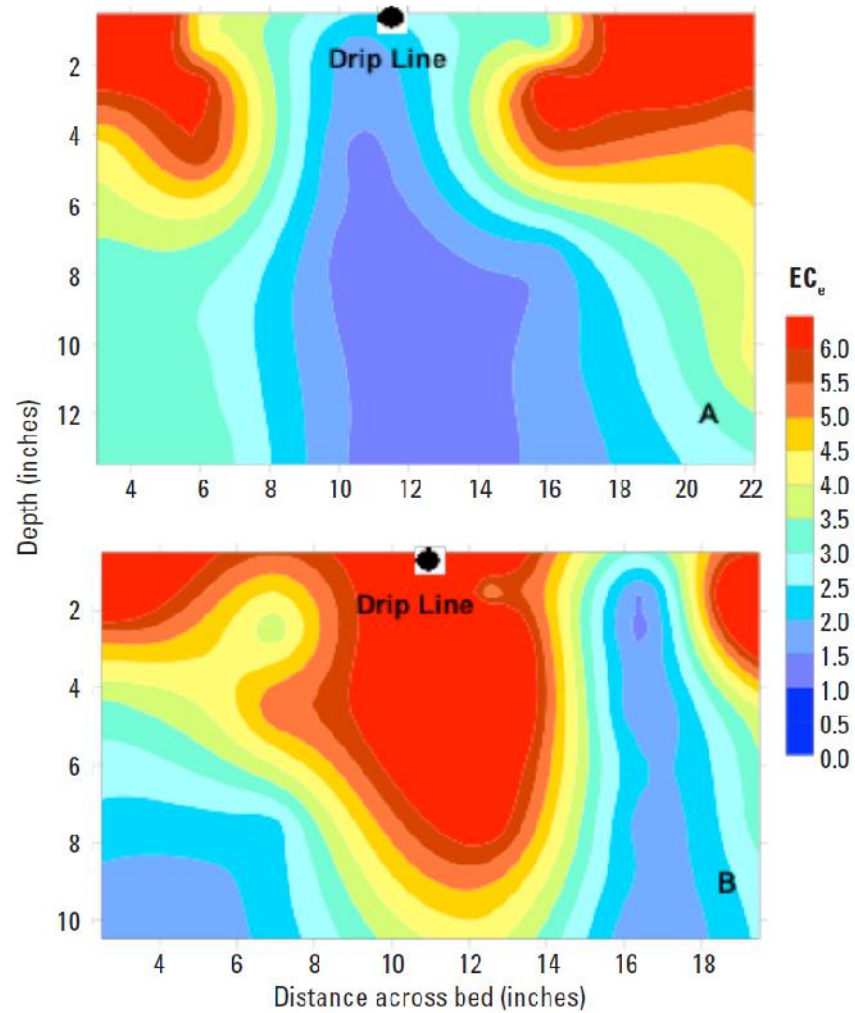 Drip Line
2
4
6
8
10
12
4 6 8 10 12 14 16 18 20 22
A
Depth (inches)
ECe
6.0
5.5
5.0
4.5
4.0
3.5
3.0
2.5
2.0
1.5
1.0
0.5
0.0
Drip Line
2
4
6
8
10
B
4 6 8 10 12 14 16 18
Distance across bed (inches)